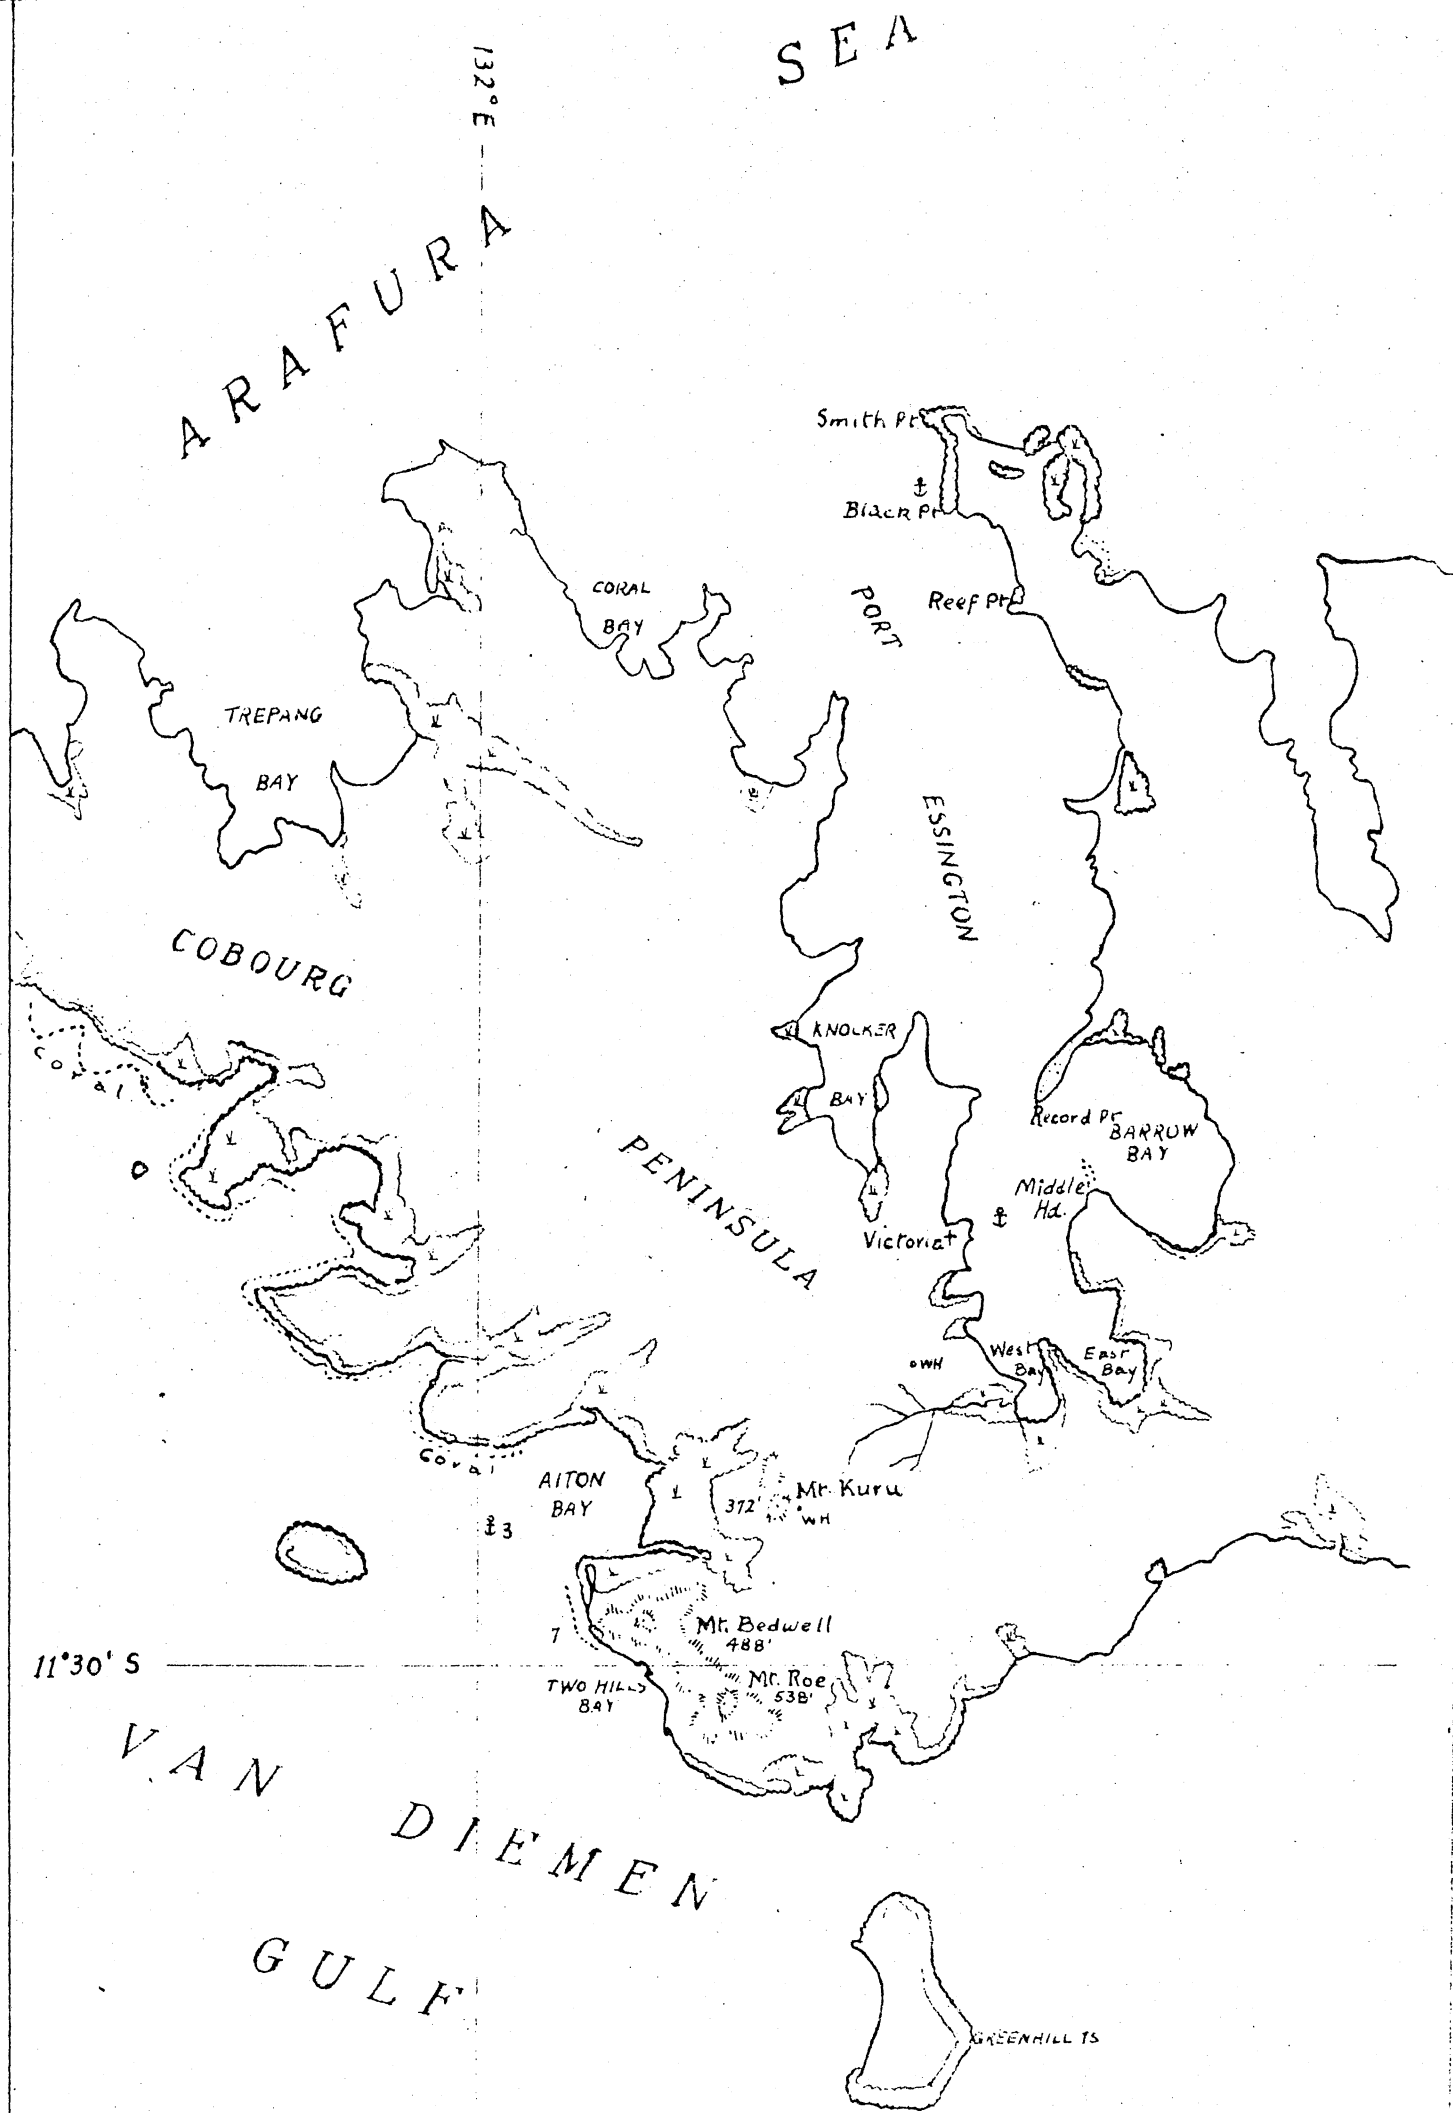 SEA
132°E
ARAFURA
Smith Pt.
Black Pt.
CORAL
BAY
PORT
Reef Pt.
TREPANG
BAY
ESSINGTON
COBOURG
Coral
KNOCKER
BAY
Record Pt.
BARROW
BAY
PENINSULA
Middle
Hd.
Victoria
West
Bay
East
Bay
WH
Coral
AITON
BAY
372'
Mt. Kuru
WH
3
Mt. Bedwell
488'
7
11°30' S
TWO HILLS
BAY
Mt. Roe
538'
VAN DIEMEN
GULF
GREENHILL IS